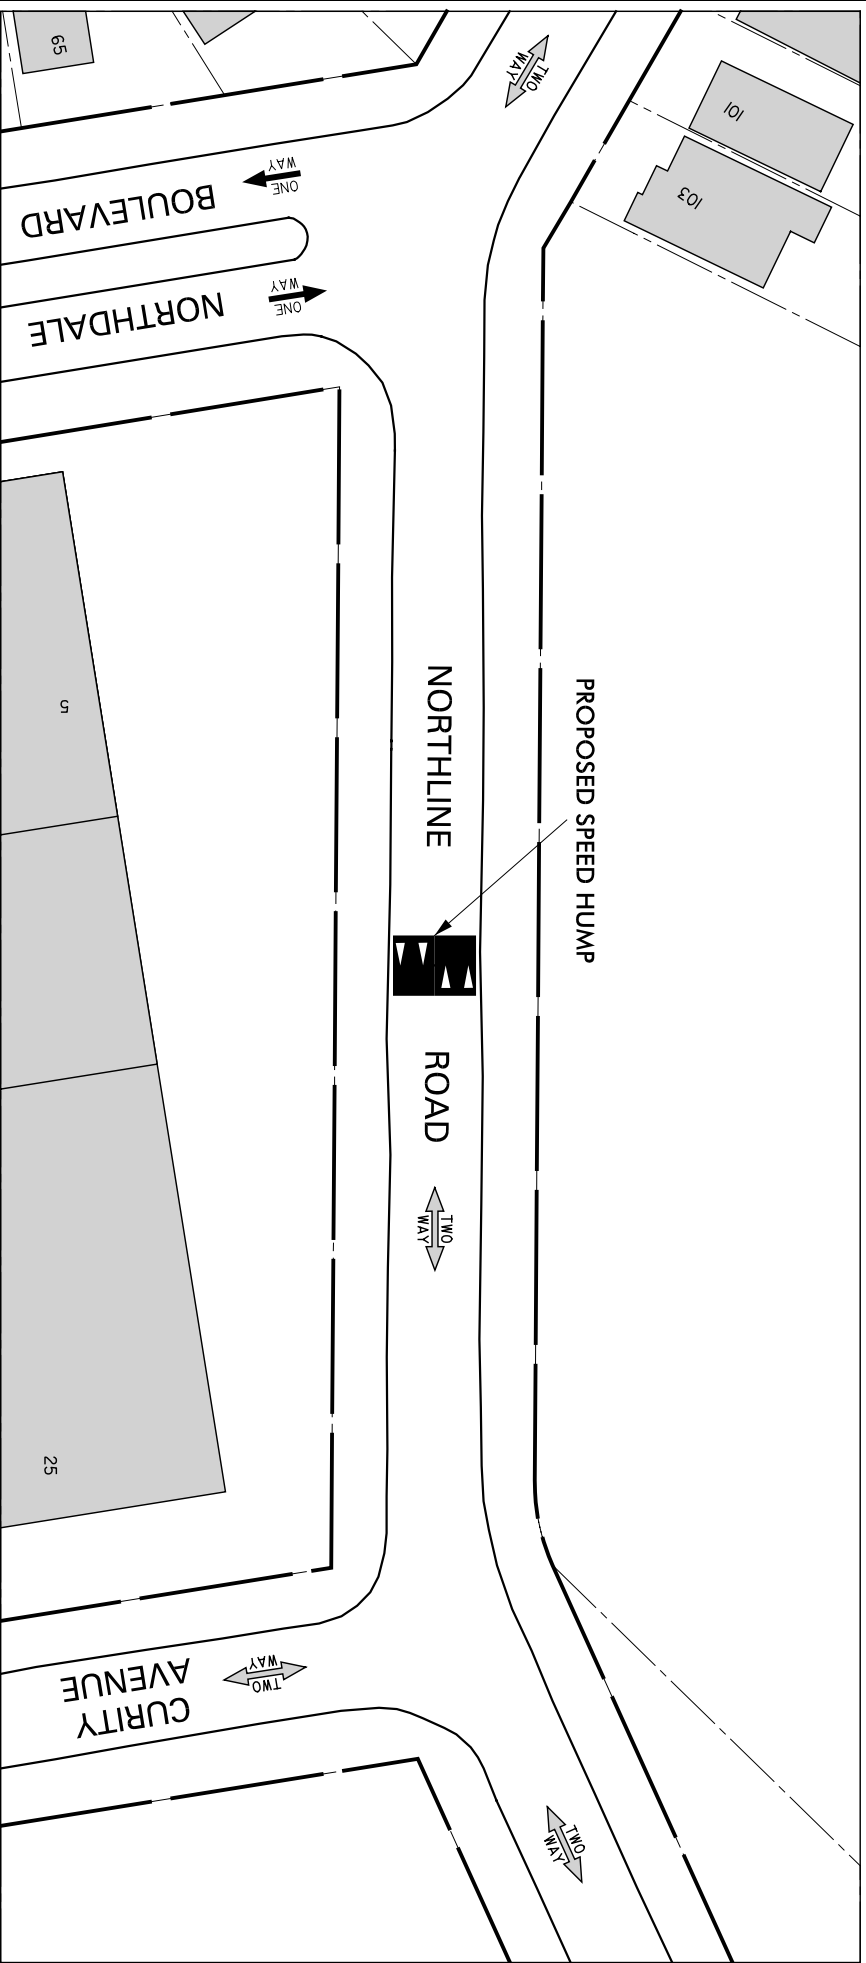 65
101
103
TWO
WAY
ONE
WAY
BOULEVARD
ONE
WAY
NORTHDALE
5
NORTHLINE
PROPOSED SPEED HUMP
ROAD
TWO
WAY
25
TWO
WAY
CURITY
AVENUE
TWO
WAY